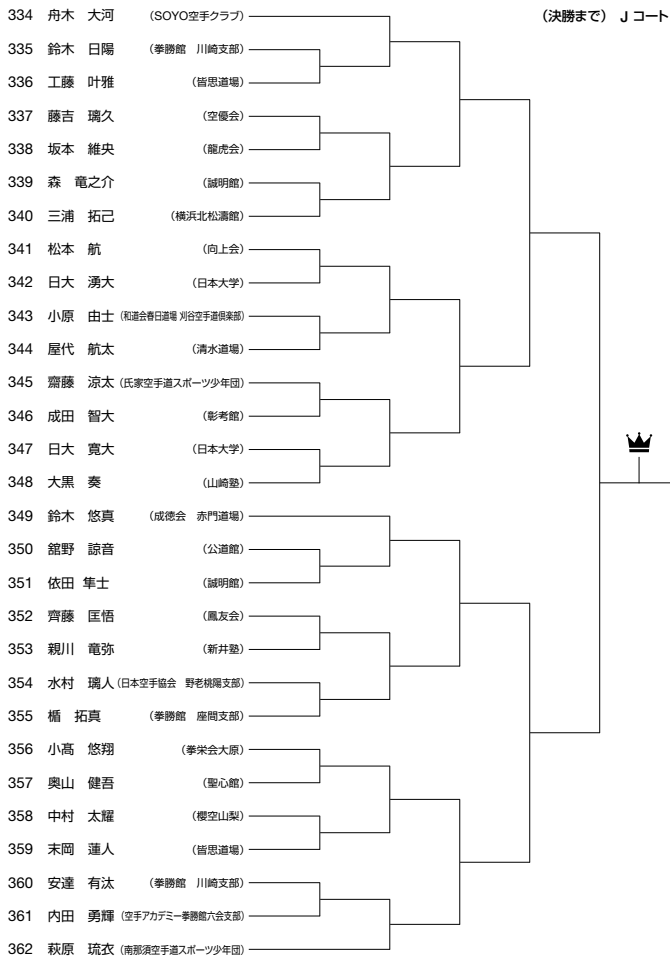 （決勝まで） J コート
334 舟木 大河 （SOYO空手クラブ）
335 鈴木 日陽 （拳勝館 川崎支部）
336 工藤 叶雅 （皆思道場）
337 藤吉 璃久 （空優会）
338 坂本 維央 （龍虎会）
339 森 竜之介 （誠明館）
340 三浦 拓己 （横浜北松濤館）
341 松本 航 （向上会）
342 日大 湧大 （日本大学）
343 小原 由士 （和道会春日道場 刈谷空手道倶楽部）
344 屋代 航太 （清水道場）
345 齋藤 涼太 （氏家空手道スポーツ少年団）
346 成田 智大 （彰考館）
347 日大 寛大 （日本大学）
348 大黒 奏 （山崎塾）
349 鈴木 悠真 （成徳会 赤門道場）
350 舘野 諒音 （公道館）
351 依田 隼士 （誠明館）
352 齊藤 匡悟 （鳳友会）
353 親川 竜弥 （新井塾）
354 水村 璃人 （日本空手協会 野老桃陽支部）
355 楯 拓真 （拳勝館 座間支部）
356 小髙 悠翔 （拳栄会大原）
357 奥山 健吾 （聖心館）
358 中村 太耀 （櫻空山梨）
359 末岡 蓮人 （皆思道場）
360 安達 有汰 （拳勝館 川崎支部）
361 内田 勇輝 （空手アカデミー拳勝館六会支部）
362 萩原 琉衣 （南那須空手道スポーツ少年団）